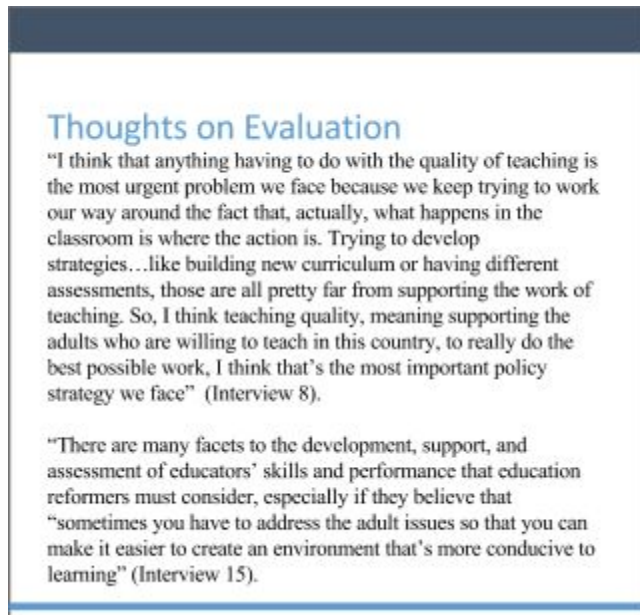 Thoughts on Evaluation
“I think that anything having to do with the quality of teaching is
the most urgent problem we face because we keep trying to work
our way around the fact that, actually, what happens in the
classroom is where the action is. Trying to develop
strategies…like building new curriculum or having different
assessments, those are all pretty far from supporting the work of
teaching. So, I think teaching quality, meaning supporting the
adults who are willing to teach in this country, to really do the
best possible work, I think that’s the most important policy
strategy we face” (Interview 8).
“There are many facets to the development, support, and
assessment of educators’ skills and performance that education
reformers must consider, especially if they believe that
“sometimes you have to address the adult issues so that you can
make it easier to create an environment that’s more conducive to
learning” (Interview 15).